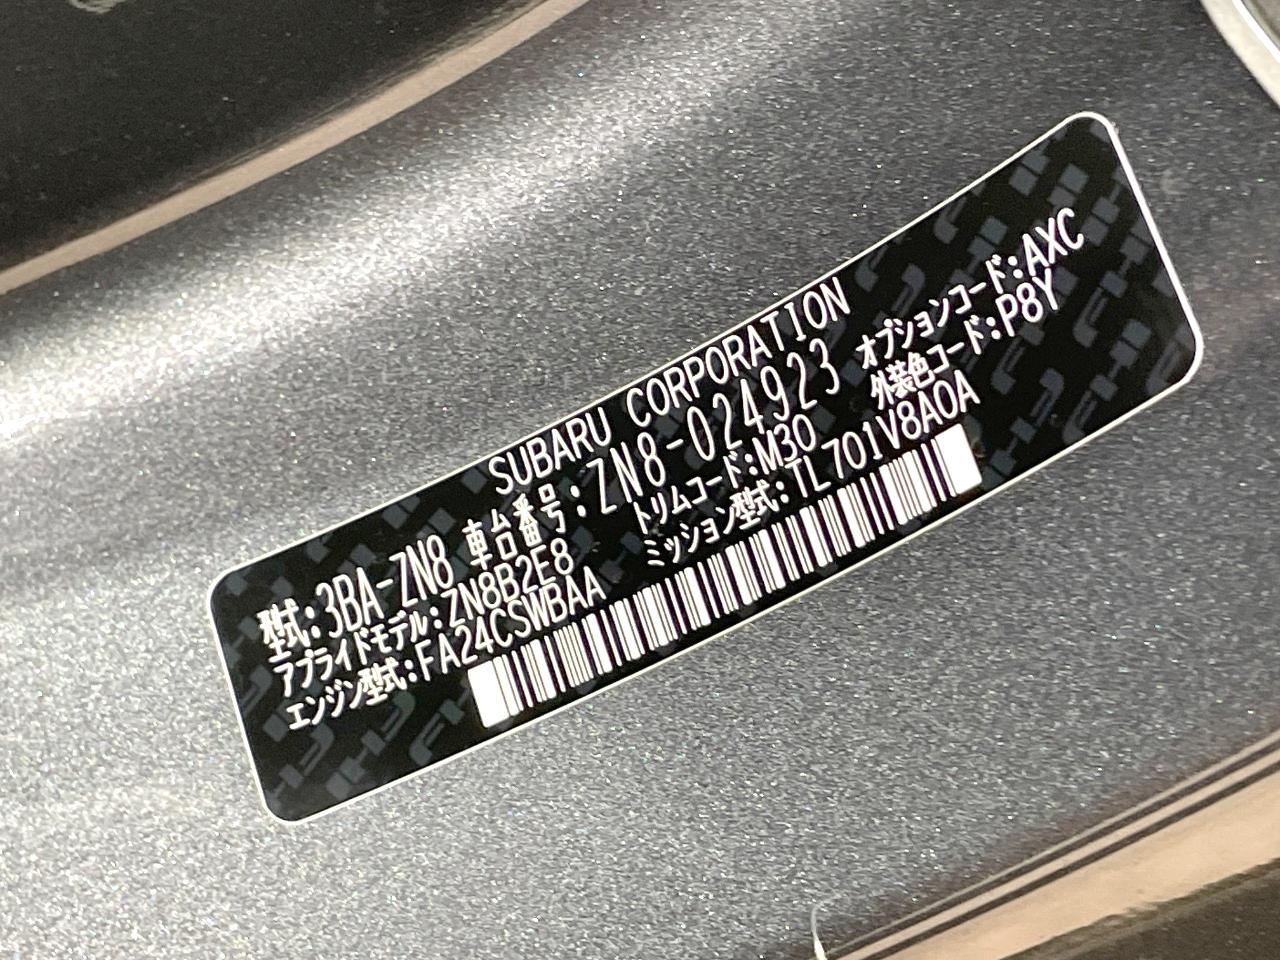 SUBARU CORPORATION
型式:3BA-ZN8 車台番号:ZN8-024923 オプションコード:AXC
アプライドモデル:ZN8B2E8 トリムコード:M30 外装色コード:P8Y
エンジン型式:FA24CSWBAA ミッション型式:TL701V8AOA